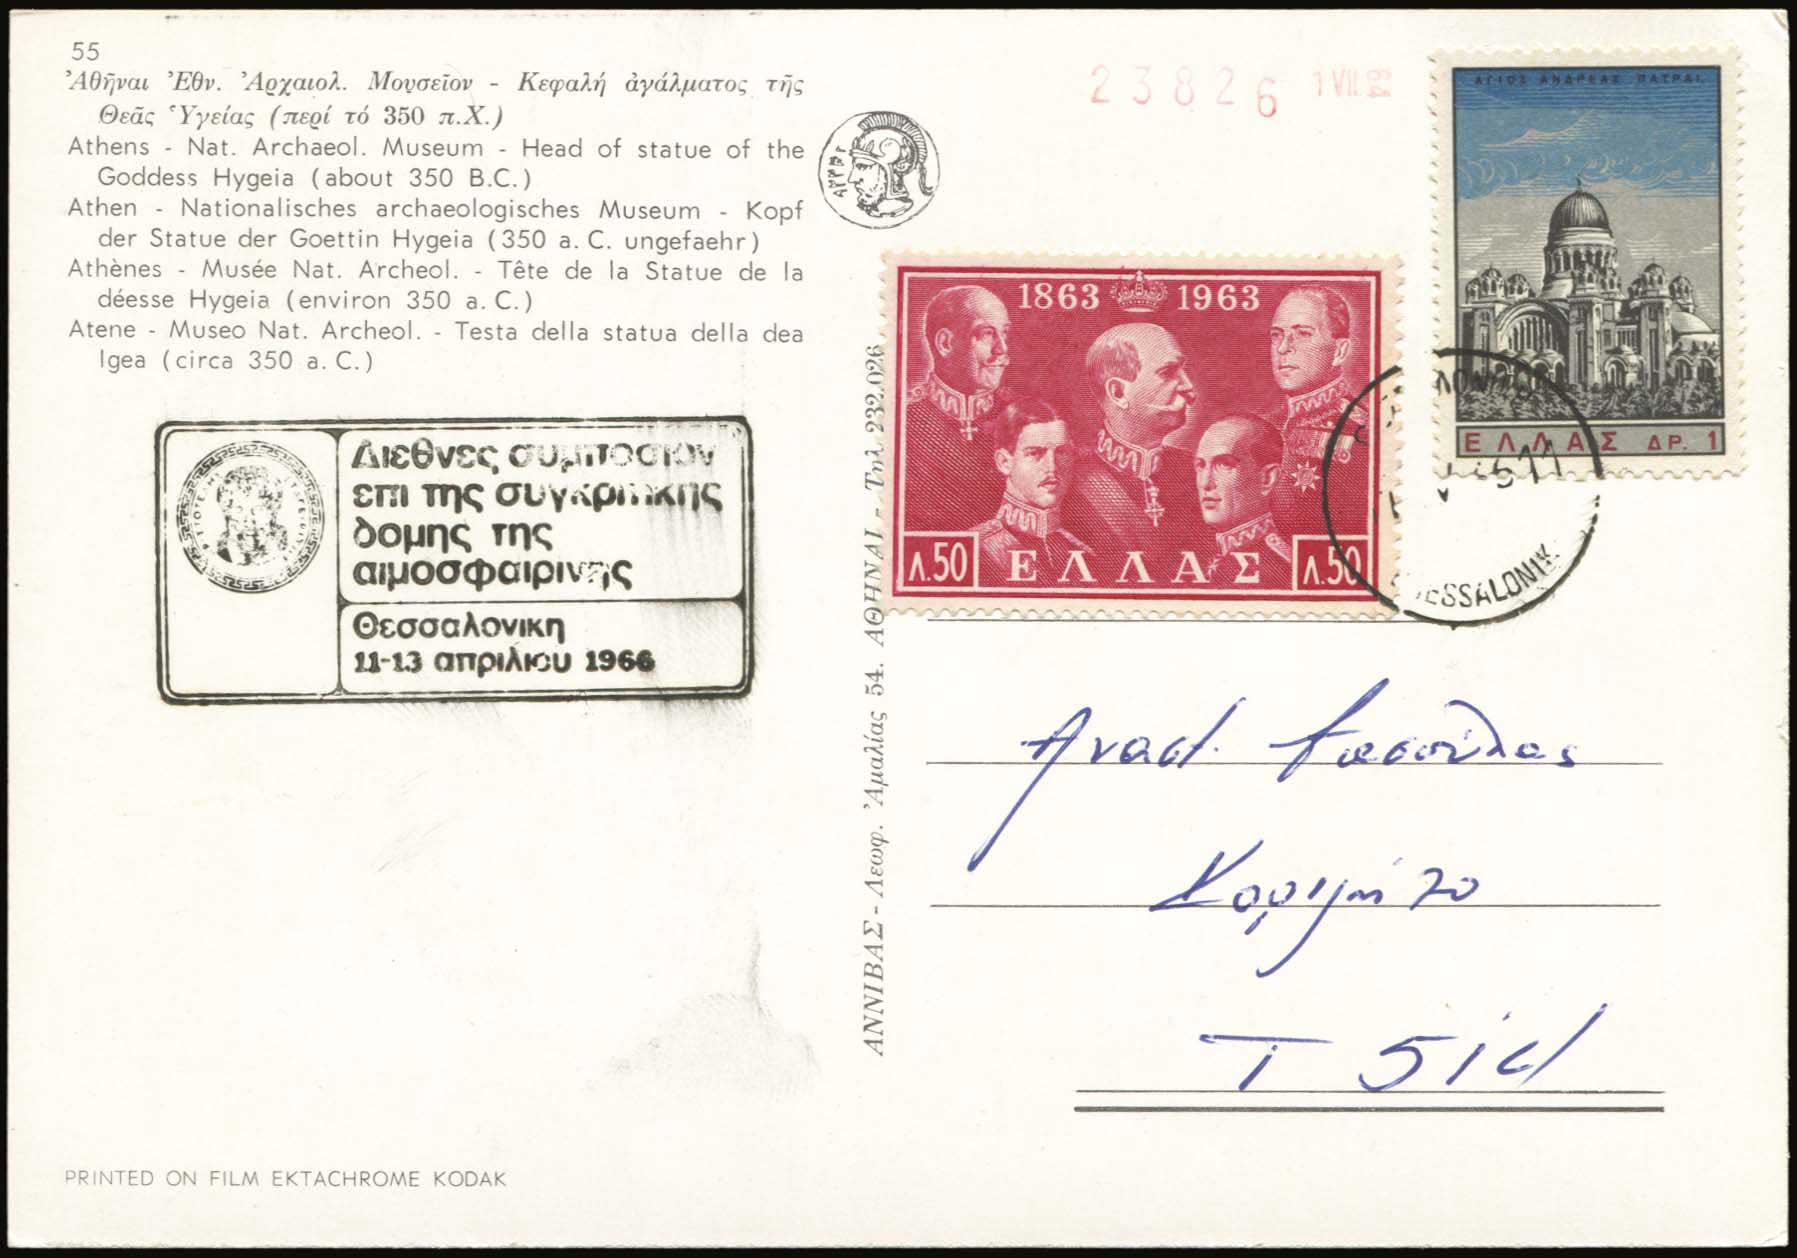 55
Ἀθῆναι Ἐθν. Ἀρχαιολ. Μουσεῖον - Κεφαλή ἀγάλματος τῆς
Θεᾶς Ὑγείας (περί τό 350 π.Χ.)
Athens - Nat. Archaeol. Museum - Head of statue of the
Goddess Hygeia (about 350 B.C.)
Athen - Nationalisches archaeologisches Museum - Kopf
der Statue der Goettin Hygeia (350 a. C. ungefaehr)
Athènes - Musée Nat. Archeol. - Tête de la Statue de la
déesse Hygeia (environ 350 a. C.)
Atene - Museo Nat. Archeol. - Testa della statua della dea
Igea (circa 350 a. C.)
Διεθνες συμποσιον
επι της συγκριτικης
δομης της
αιμοσφαιρινης
Θεσσαλονικη
11-13 απριλιου 1966
PRINTED ON FILM EKTACHROME KODAK
ΑΝΝΙΒΑΣ - Λεωφ. Ἀμαλίας 54. ΑΘΗΝΑΙ - Τηλ. 232.026
23826 1 VII
ΑΓΙΟΣ ΑΝΔΡΕΑΣ ΠΑΤΡΑΙ
ΕΛΛΑΣ ΔΡ. 1
1863 1963
Λ.50 ΕΛΛΑΣ Λ.50
ESSALONIK
Αναστ.